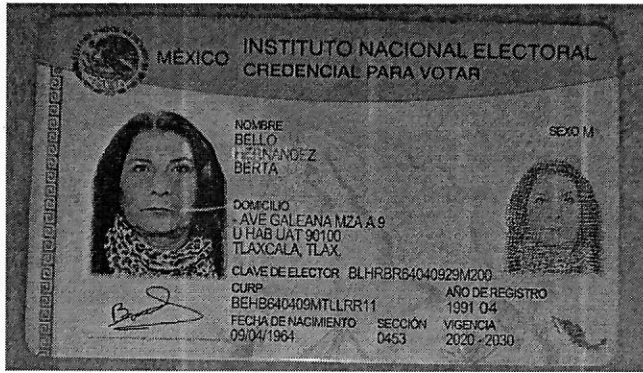 MÉXICO
INSTITUTO NACIONAL ELECTORAL
CREDENCIAL PARA VOTAR
NOMBRE
BELLO
HERNANDEZ
BERTA
SEXO M
DOMICILIO
- AVE GALEANA MZA A 9
U HAB UAT 90100
TLAXCALA, TLAX.
CLAVE DE ELECTOR BLHRBR64040929M200
CURP
BEHB640409MTLLRR11
AÑO DE REGISTRO
1991 04
FECHA DE NACIMIENTO
09/04/1964
SECCIÓN
0453
VIGENCIA
2020 - 2030